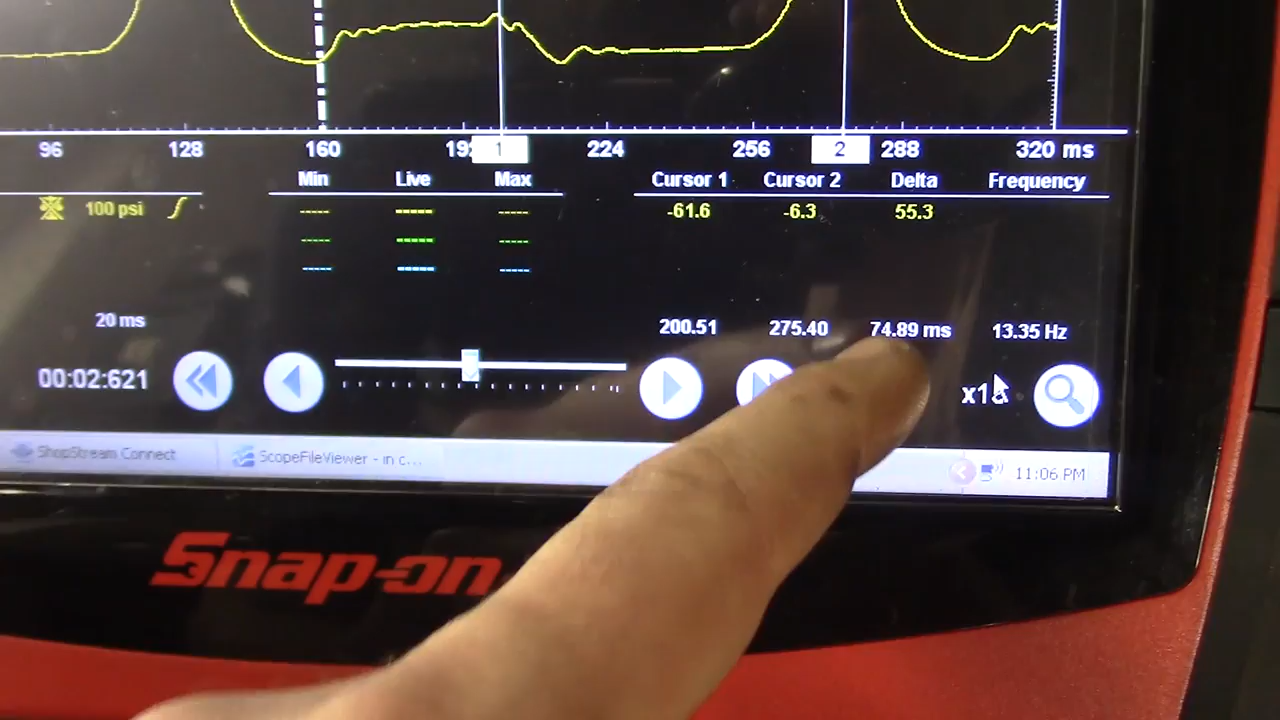 96 128 160 192 1 224 256 2 288 320 ms
Min Live Max Cursor 1 Cursor 2 Delta Frequency
100 psi -61.6 -6.3 55.3
20 ms 200.51 275.40 74.89 ms 13.35 Hz
00:02:621
ShopStream Connect ScopeFileViewer - in c... 11:06 PM
Snap-on